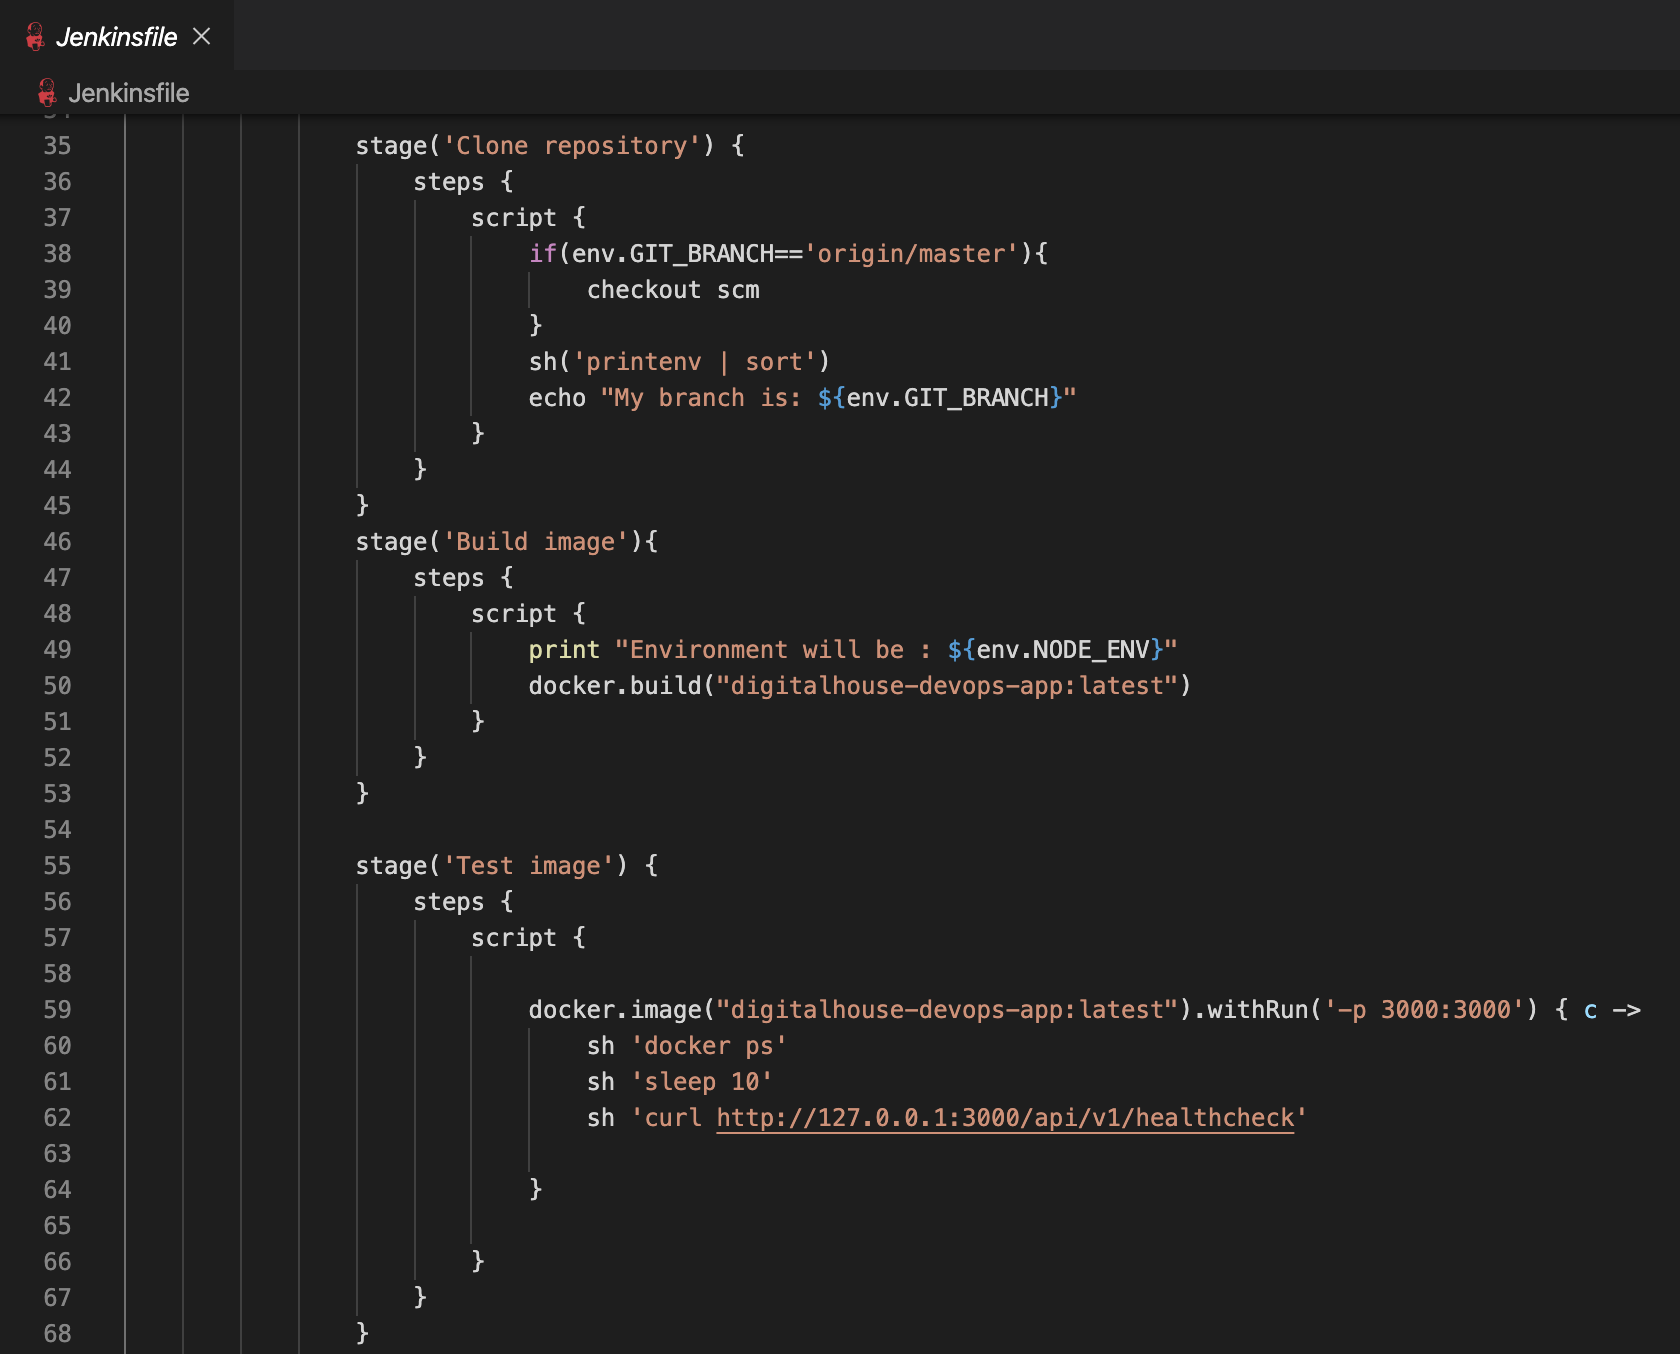 Jenkinsfile
Jenkinsfile
35 stage('Clone repository') {
36 steps {
37 script {
38 if(env.GIT_BRANCH=='origin/master'){
39 checkout scm
40 }
41 sh('printenv | sort')
42 echo "My branch is: ${env.GIT_BRANCH}"
43 }
44 }
45 }
46 stage('Build image'){
47 steps {
48 script {
49 print "Environment will be : ${env.NODE_ENV}"
50 docker.build("digitalhouse-devops-app:latest")
51 }
52 }
53 }
54
55 stage('Test image') {
56 steps {
57 script {
58
59 docker.image("digitalhouse-devops-app:latest").withRun('-p 3000:3000') { c ->
60 sh 'docker ps'
61 sh 'sleep 10'
62 sh 'curl http://127.0.0.1:3000/api/v1/healthcheck'
63
64 }
65
66 }
67 }
68 }